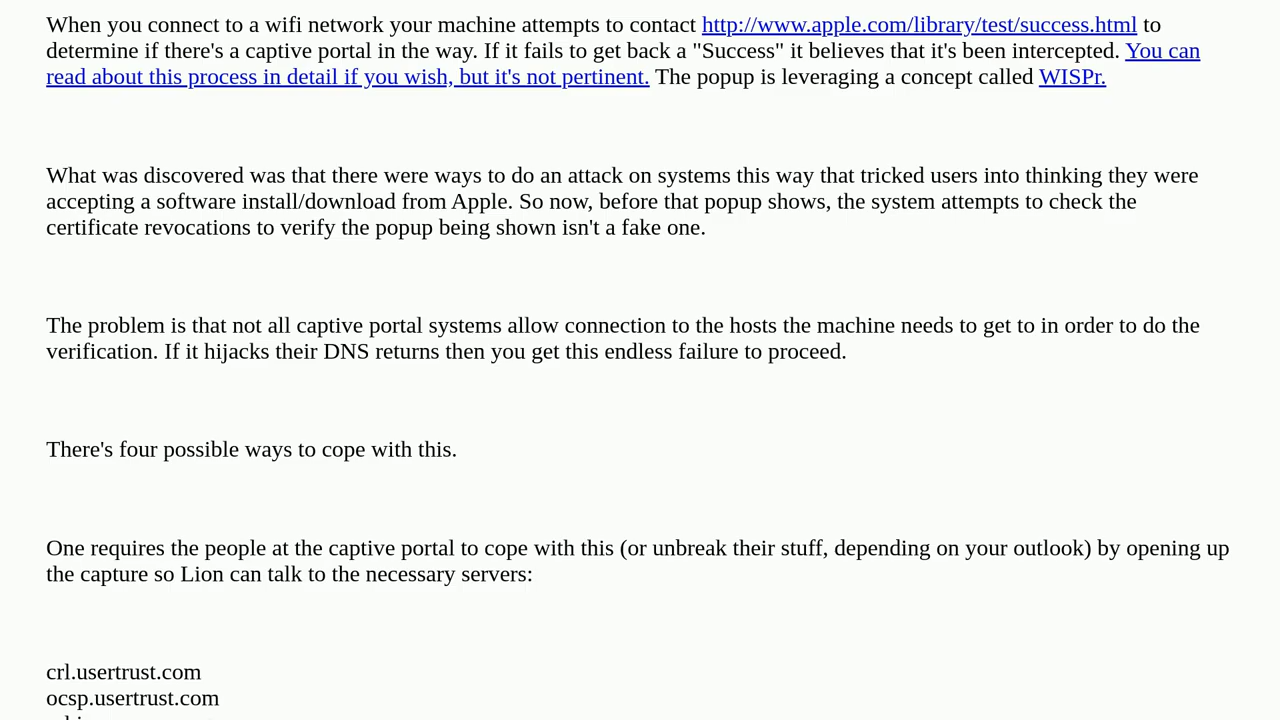 When you connect to a wifi network your machine attempts to contact http://www.apple.com/library/test/success.html to
determine if there's a captive portal in the way. If it fails to get back a "Success" it believes that it's been intercepted. You can
read about this process in detail if you wish, but it's not pertinent. The popup is leveraging a concept called WISPr.
What was discovered was that there were ways to do an attack on systems this way that tricked users into thinking they were
accepting a software install/download from Apple. So now, before that popup shows, the system attempts to check the
certificate revocations to verify the popup being shown isn't a fake one.
The problem is that not all captive portal systems allow connection to the hosts the machine needs to get to in order to do the
verification. If it hijacks their DNS returns then you get this endless failure to proceed.
There's four possible ways to cope with this.
One requires the people at the captive portal to cope with this (or unbreak their stuff, depending on your outlook) by opening up
the capture so Lion can talk to the necessary servers:
crl.usertrust.com
ocsp.usertrust.com